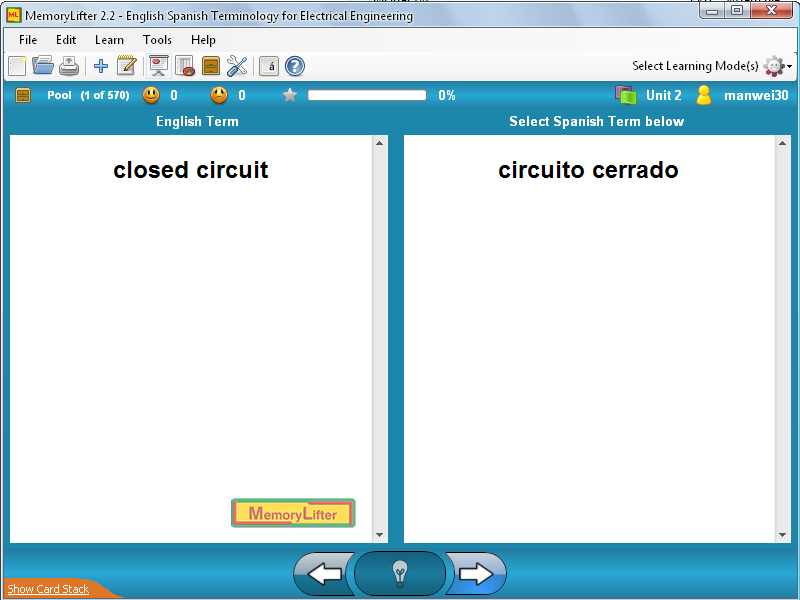 MemoryLifter 2.2 - English Spanish Terminology for Electrical Engineering
File Edit Learn Tools Help
Select Learning Mode(s)
Pool (1 of 570) 0 0 0% Unit 2 manwei30
English Term
Select Spanish Term below
closed circuit
circuito cerrado
MemoryLifter
Show Card Stack